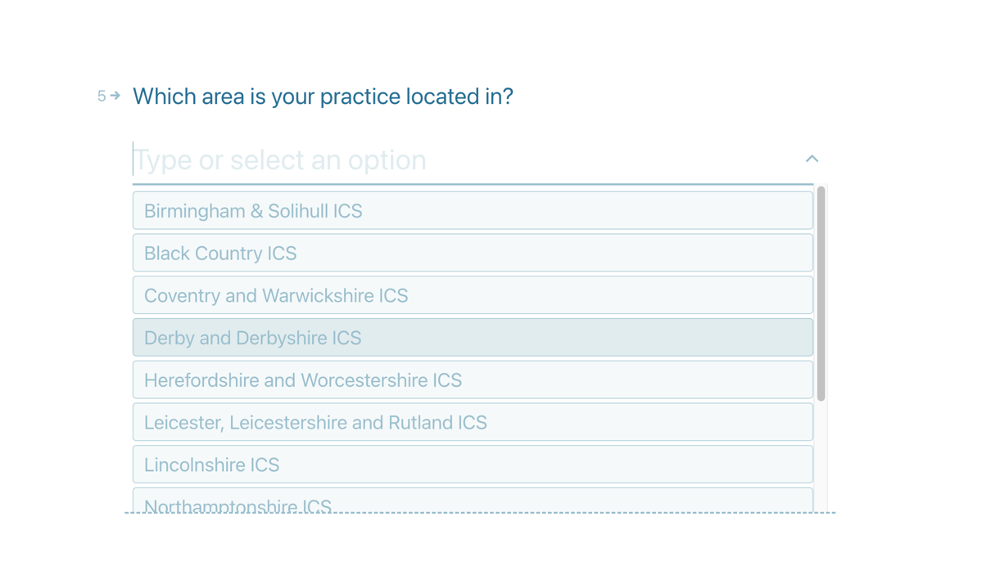 5 → Which area is your practice located in?
Type or select an option
Birmingham & Solihull ICS
Black Country ICS
Coventry and Warwickshire ICS
Derby and Derbyshire ICS
Herefordshire and Worcestershire ICS
Leicester, Leicestershire and Rutland ICS
Lincolnshire ICS
Northamptonshire ICS